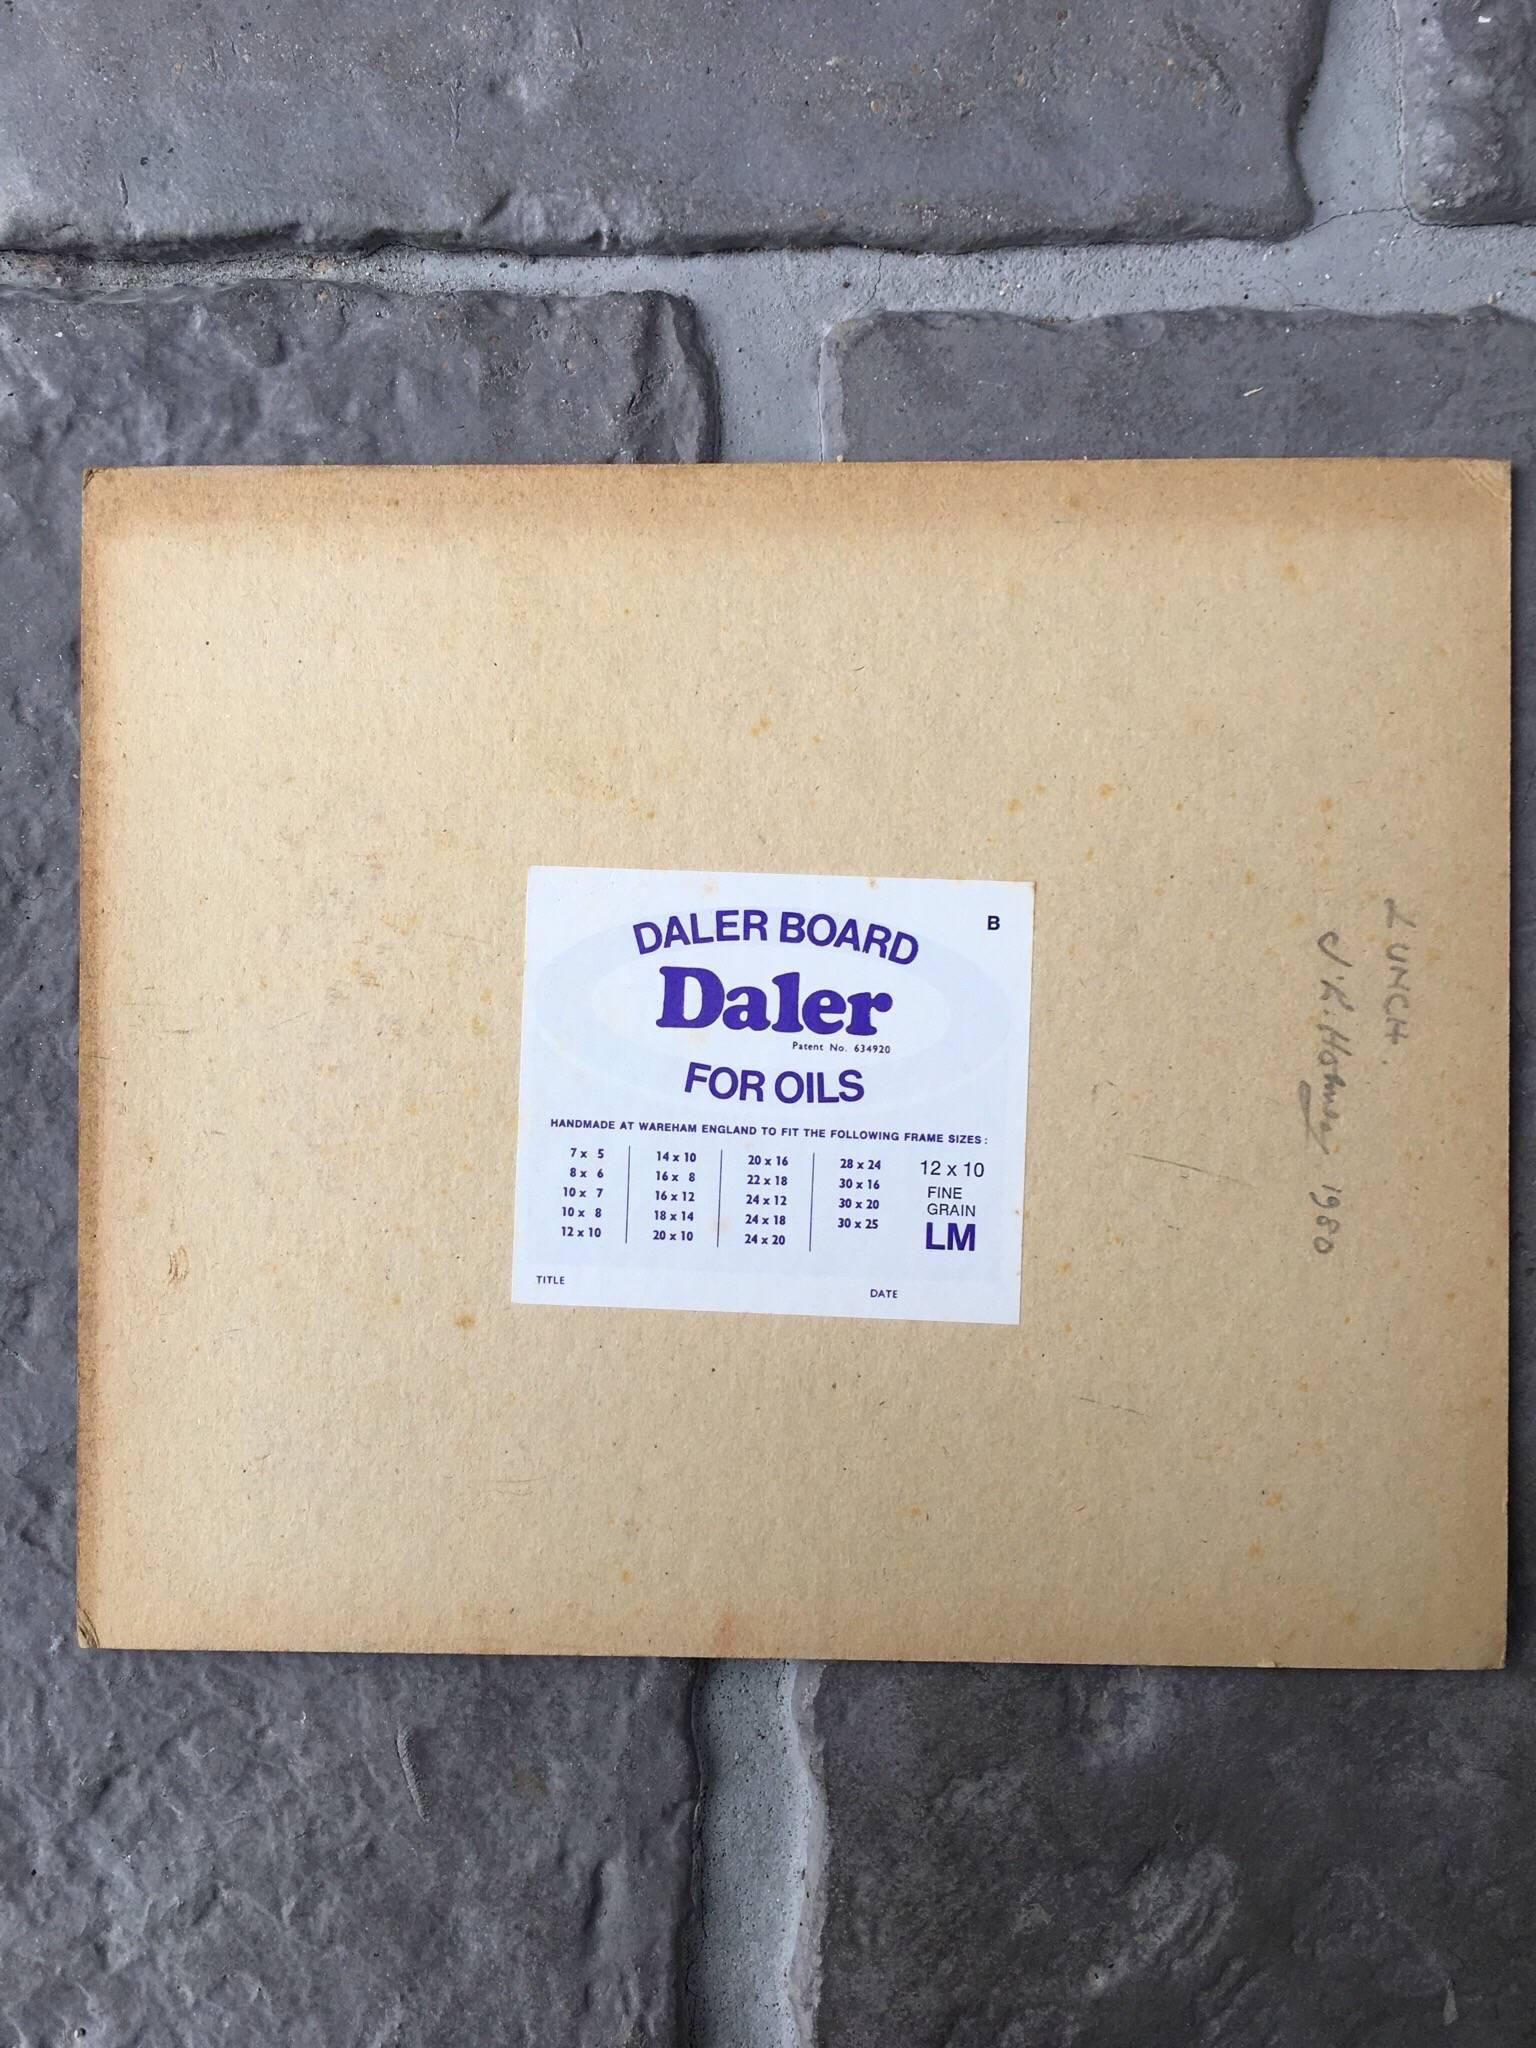 B
DALER BOARD
Daler
Patent No. 634920
FOR OILS
HANDMADE AT WAREHAM ENGLAND TO FIT THE FOLLOWING FRAME SIZES:
7 x 5
8 x 6
10 x 7
10 x 8
12 x 10
14 x 10
16 x 8
16 x 12
18 x 14
20 x 10
20 x 16
22 x 18
24 x 12
24 x 18
24 x 20
28 x 24
30 x 16
30 x 20
30 x 25
12 x 10
FINE
GRAIN
LM
TITLE
DATE
LUNCH.
1980